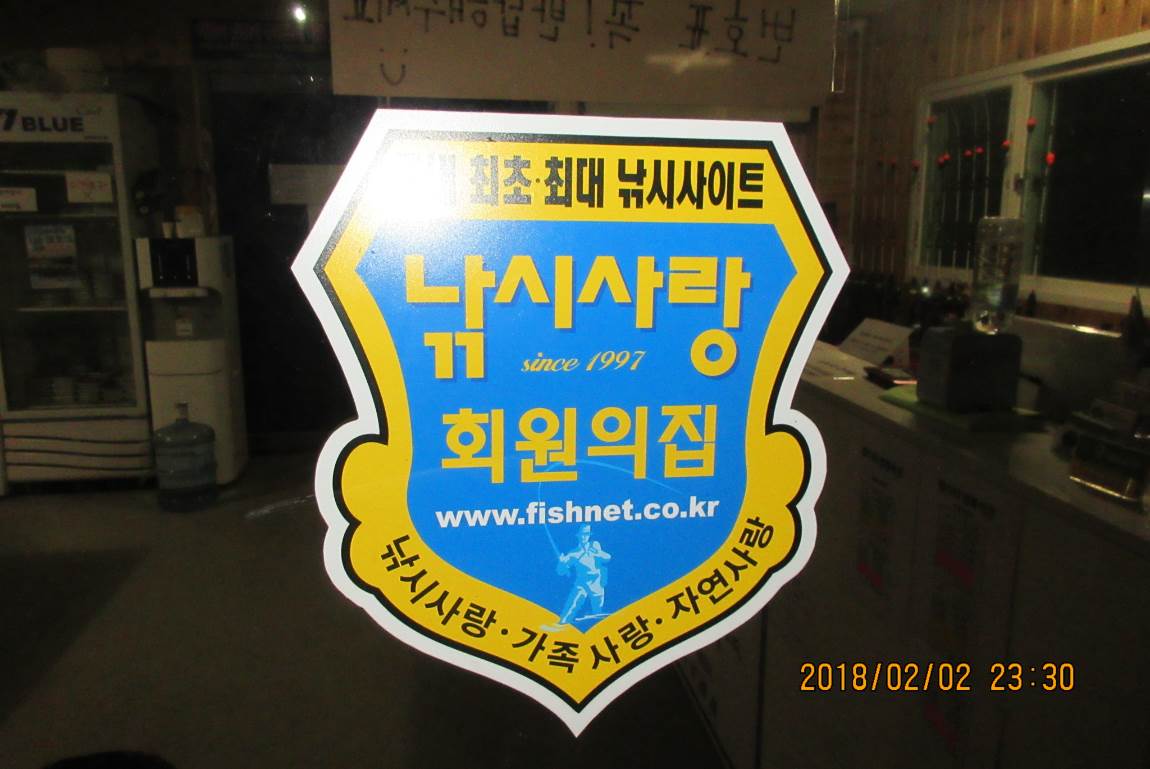 BLUE
최초·최대 낚시사이트
낚시사랑
since 1997
회원의집
www.fishnet.co.kr
낚시사랑·가족사랑·자연사랑
2018/02/02 23:30